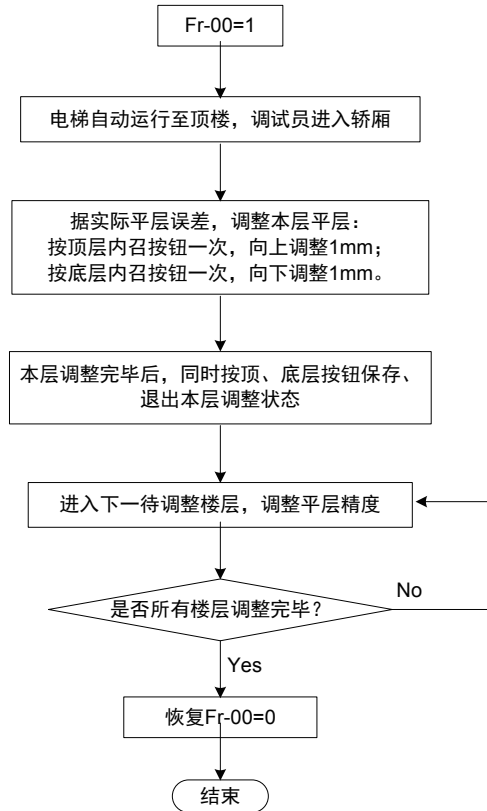 Fr-00=1
电梯自动运行至顶楼，调试员进入轿厢
据实际平层误差，调整本层平层：
按顶层内召按钮一次，向上调整1mm；
按底层内召按钮一次，向下调整1mm。
本层调整完毕后，同时按顶、底层按钮保存、
退出本层调整状态
进入下一待调整楼层，调整平层精度
是否所有楼层调整完毕？
No
Yes
恢复Fr-00=0
结束